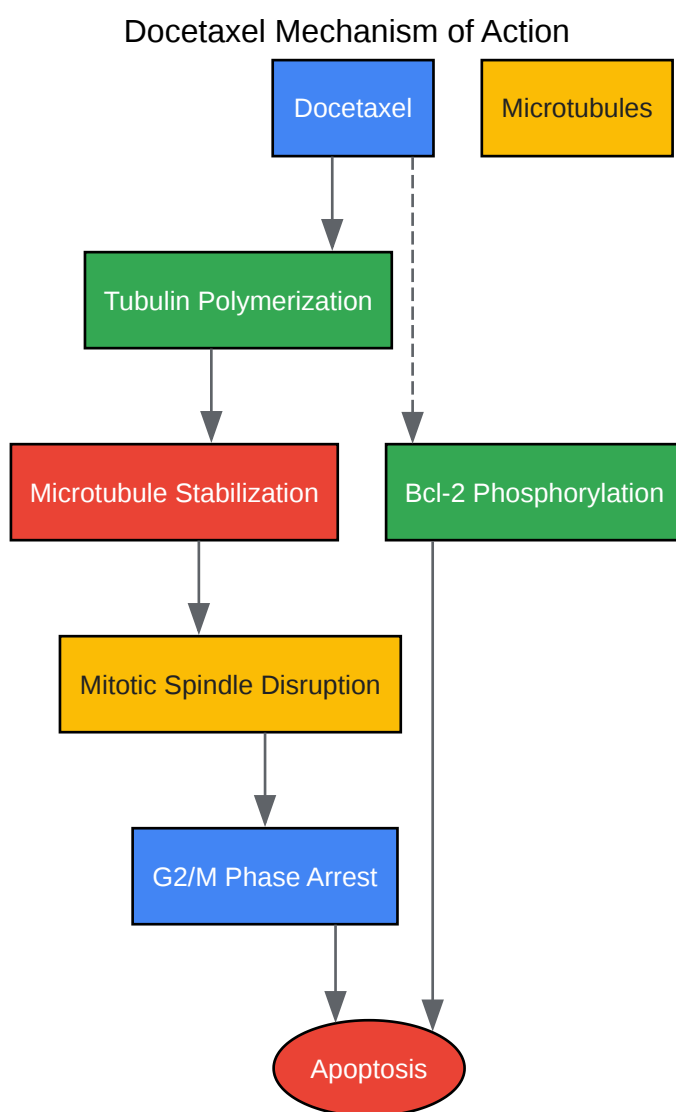 Docetaxel Mechanism of Action
Docetaxel
Microtubules
Tubulin Polymerization
Microtubule Stabilization
Bcl-2 Phosphorylation
Mitotic Spindle Disruption
G2/M Phase Arrest
Apoptosis